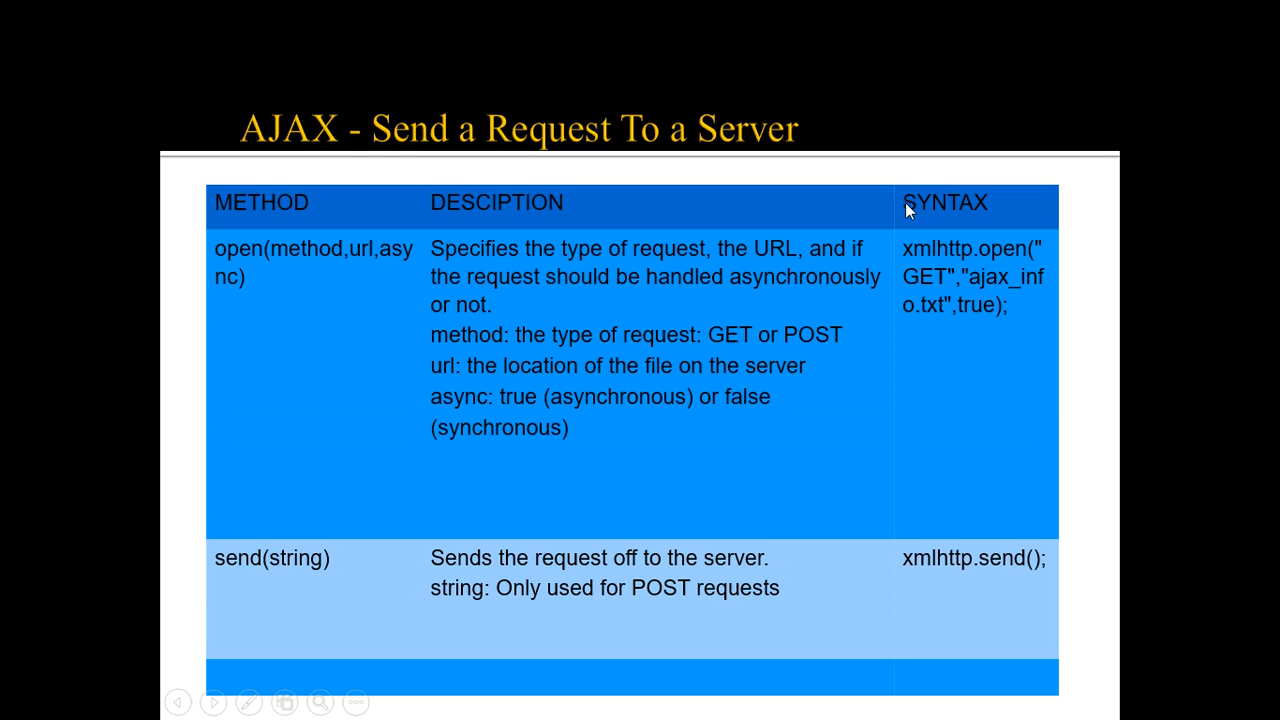 AJAX - Send a Request To a Server
METHOD
DESCIPTION
SYNTAX
open(method,url,asy
nc)
Specifies the type of request, the URL, and if
the request should be handled asynchronously
or not.
method: the type of request: GET or POST
url: the location of the file on the server
async: true (asynchronous) or false
(synchronous)
xmlhttp.open("
GET","ajax_inf
o.txt",true);
send(string)
Sends the request off to the server.
string: Only used for POST requests
xmlhttp.send();